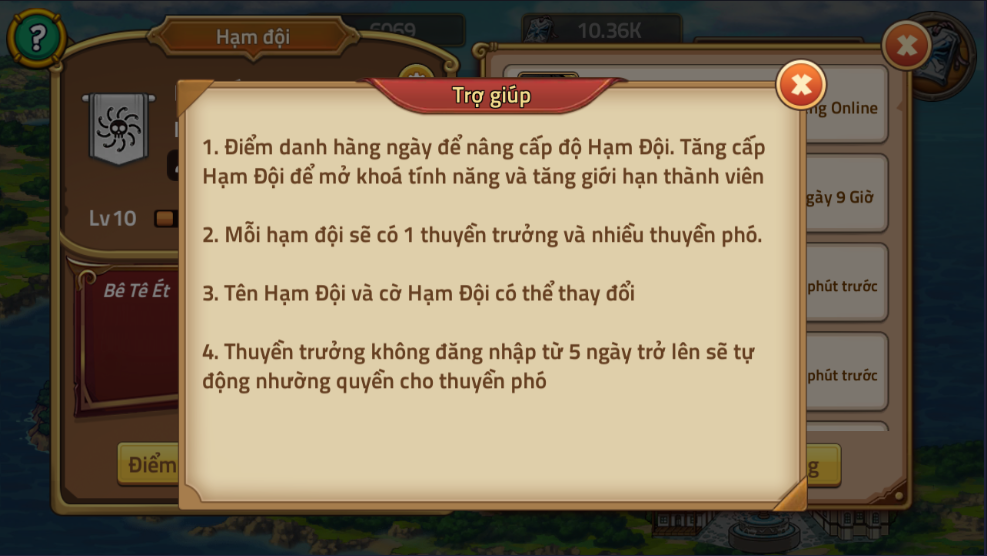 Hạm đội
6069
10.36K
Trợ giúp
ng Online
1. Điểm danh hàng ngày để nâng cấp độ Hạm Đội. Tăng cấp
Hạm Đội để mở khoá tính năng và tăng giới hạn thành viên
Lv10
gày 9 Giờ
2. Mỗi hạm đội sẽ có 1 thuyền trưởng và nhiều thuyền phó.
Bê Tê Ét
3. Tên Hạm Đội và cờ Hạm Đội có thể thay đổi
phút trước
4. Thuyền trưởng không đăng nhập từ 5 ngày trở lên sẽ tự
động nhường quyền cho thuyền phó
phút trước
Điểm
g